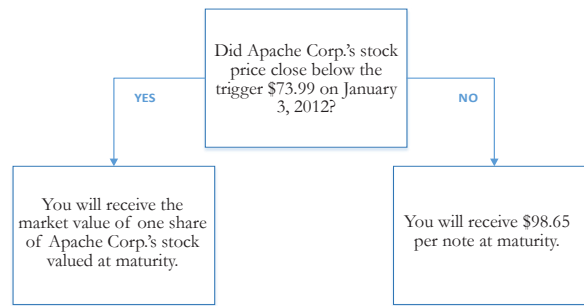 Did Apache Corp.'s stock
price close below the
trigger $73.99 on January
3, 2012?
YES
NO
You will receive the
market value of one share
of Apache Corp.'s stock
valued at maturity.
You will receive $98.65
per note at maturity.